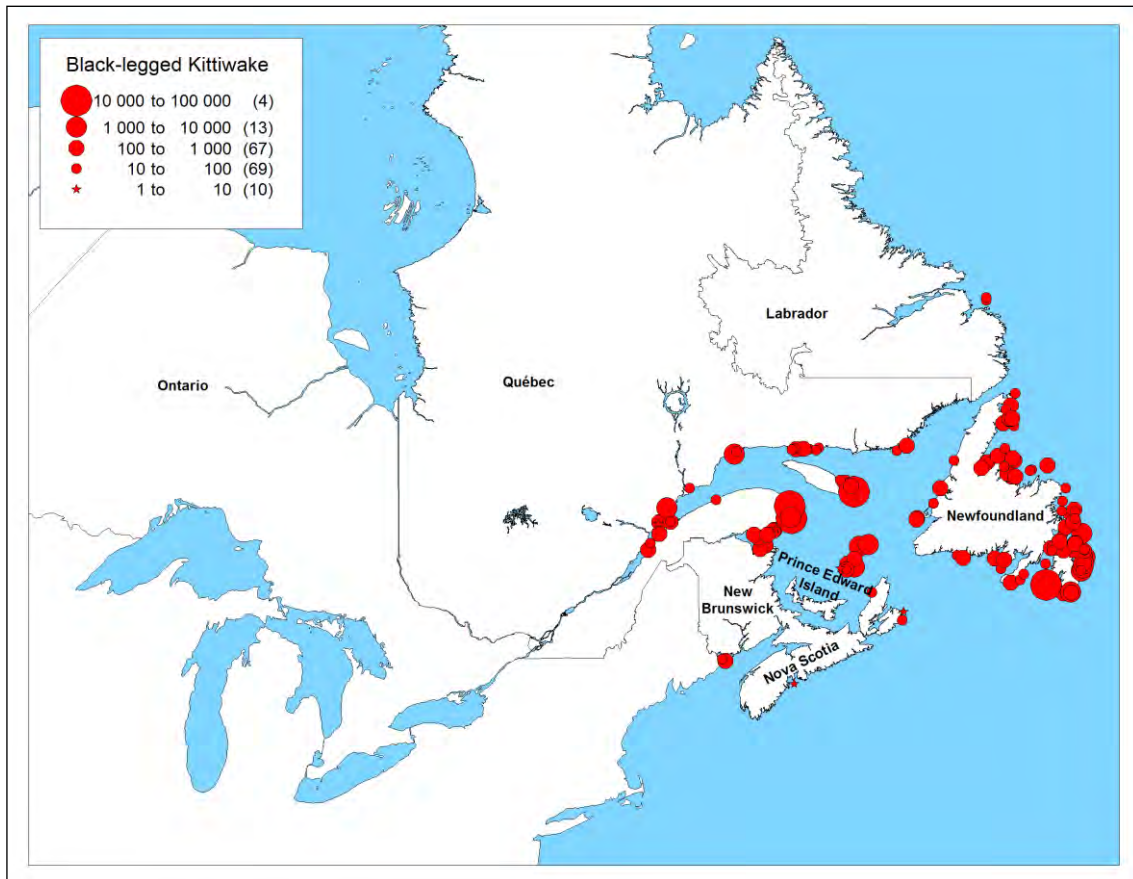 Black-legged Kittiwake
10 000 to 100 000 (4)
1 000 to 10 000 (13)
100 to 1 000 (67)
10 to 100 (69)
1 to 10 (10)
Labrador
Ontario
Québec
Newfoundland
Prince Edward
Island
New
Brunswick
Nova Scotia